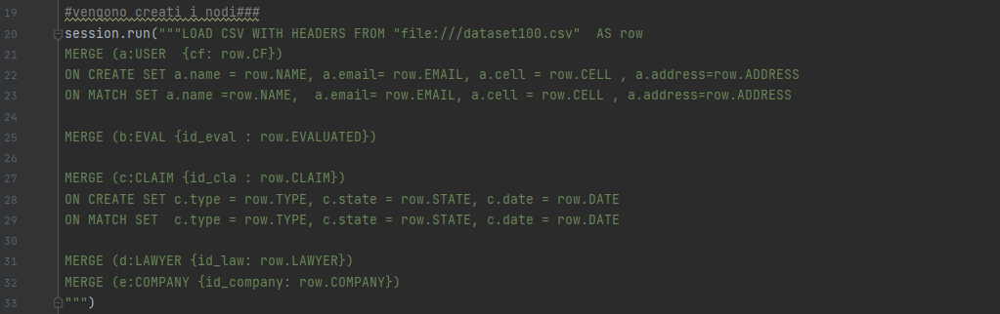 19 #vengono creati i nodi###
20 session.run("""LOAD CSV WITH HEADERS FROM "file:///dataset100.csv"  AS row
21 MERGE (a:USER  {cf: row.CF})
22 ON CREATE SET a.name = row.NAME, a.email= row.EMAIL, a.cell = row.CELL , a.address=row.ADDRESS
23 ON MATCH SET a.name =row.NAME,  a.email= row.EMAIL, a.cell = row.CELL , a.address=row.ADDRESS
24
25 MERGE (b:EVAL {id_eval : row.EVALUATED})
26
27 MERGE (c:CLAIM {id_cla : row.CLAIM})
28 ON CREATE SET c.type = row.TYPE, c.state = row.STATE, c.date = row.DATE
29 ON MATCH SET  c.type = row.TYPE, c.state = row.STATE, c.date = row.DATE
30
31 MERGE (d:LAWYER {id_law: row.LAWYER})
32 MERGE (e:COMPANY {id_company: row.COMPANY})
33 """)